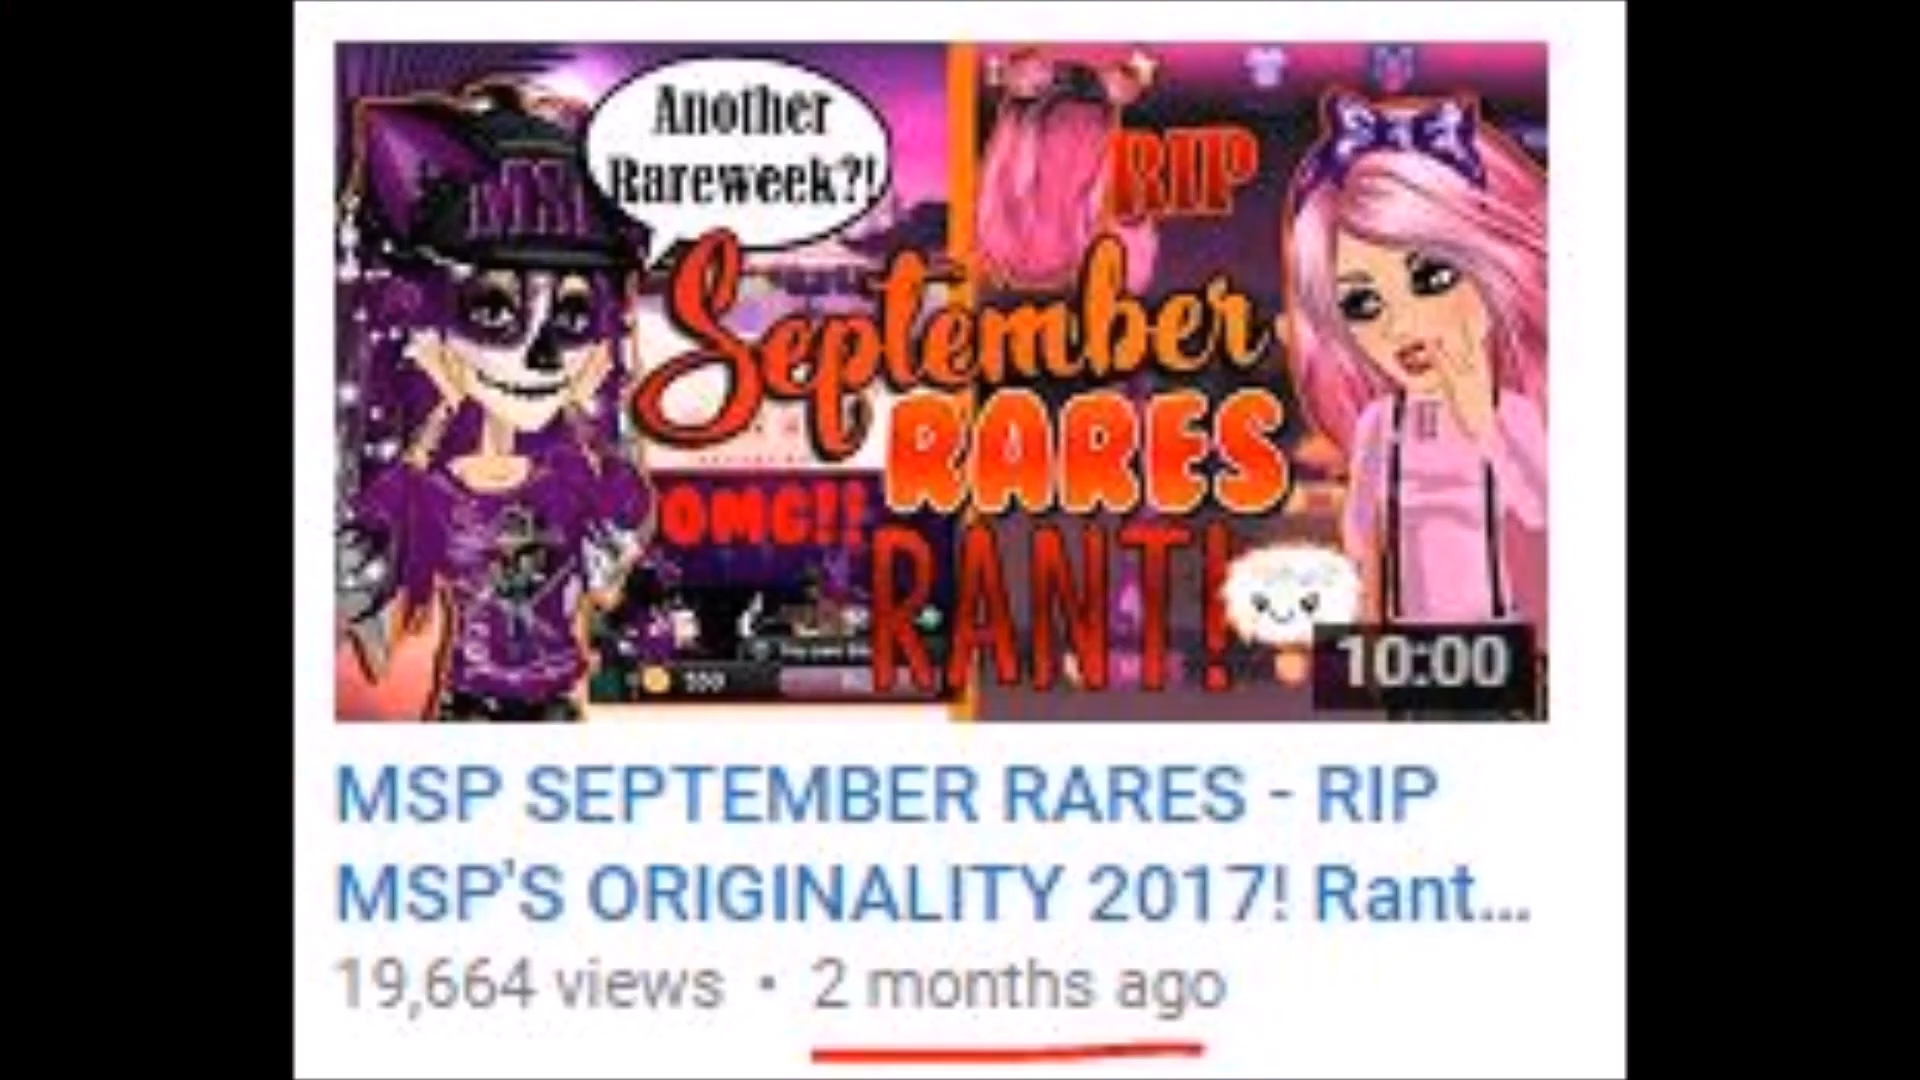 Another
Rareweek?!
RIP
September
RARES
OMG!!
RANT!
10:00
MSP SEPTEMBER RARES - RIP
MSP'S ORIGINALITY 2017! Rant...
19,664 views • 2 months ago